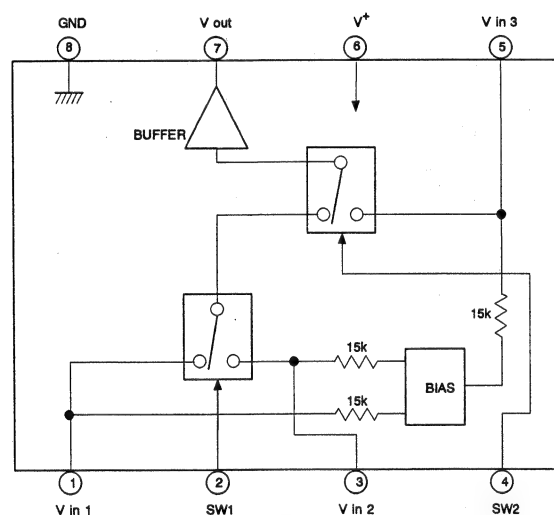 GND V out V+ V in 3
8 7 6 5
BUFFER
15k
15k
15k
BIAS
1 2 3 4
V in 1 SW1 V in 2 SW2